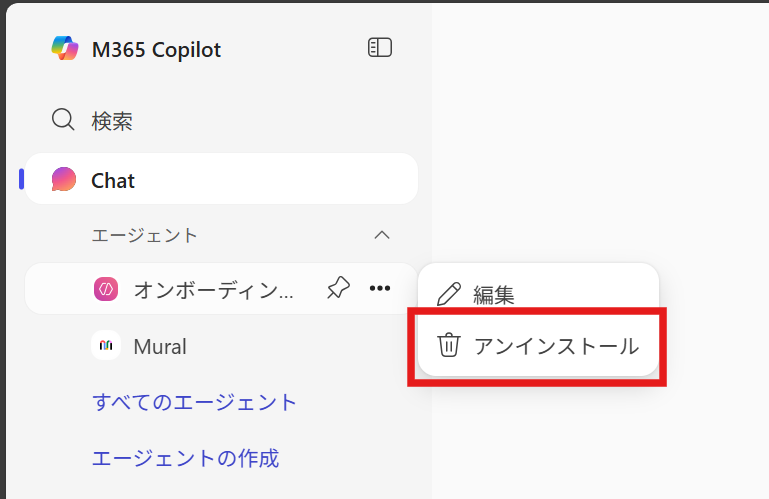 M365 Copilot
検索
Chat
エージェント
オンボーディン...
編集
アンインストール
Mural
すべてのエージェント
エージェントの作成